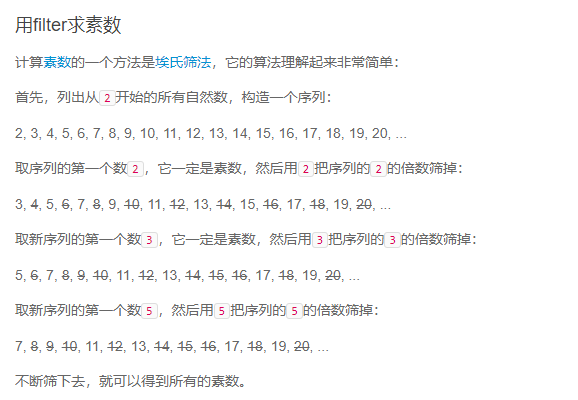 用filter求素数
计算素数的一个方法是埃氏筛法，它的算法理解起来非常简单：
首先，列出从2开始的所有自然数，构造一个序列：
2, 3, 4, 5, 6, 7, 8, 9, 10, 11, 12, 13, 14, 15, 16, 17, 18, 19, 20, ...
取序列的第一个数2，它一定是素数，然后用2把序列的2的倍数筛掉：
3, 4, 5, 6, 7, 8, 9, 10, 11, 12, 13, 14, 15, 16, 17, 18, 19, 20, ...
取新序列的第一个数3，它一定是素数，然后用3把序列的3的倍数筛掉：
5, 6, 7, 8, 9, 10, 11, 12, 13, 14, 15, 16, 17, 18, 19, 20, ...
取新序列的第一个数5，然后用5把序列的5的倍数筛掉：
7, 8, 9, 10, 11, 12, 13, 14, 15, 16, 17, 18, 19, 20, ...
不断筛下去，就可以得到所有的素数。